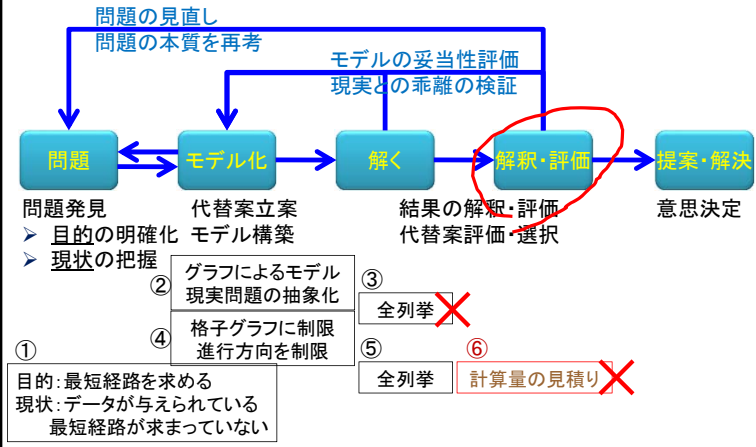 問題の見直し
問題の本質を再考
モデルの妥当性評価
現実との乖離の検証
問題
モデル化
解く
解釈・評価
提案・解決
問題発見
➢ 目的の明確化
➢ 現状の把握
代替案立案
モデル構築
結果の解釈・評価
代替案評価・選択
意思決定
②
グラフによるモデル
現実問題の抽象化
③
全列挙
④
格子グラフに制限
進行方向を制限
⑤
全列挙
⑥
計算量の見積り
①
目的：最短経路を求める
現状：データが与えられている
最短経路が求まっていない